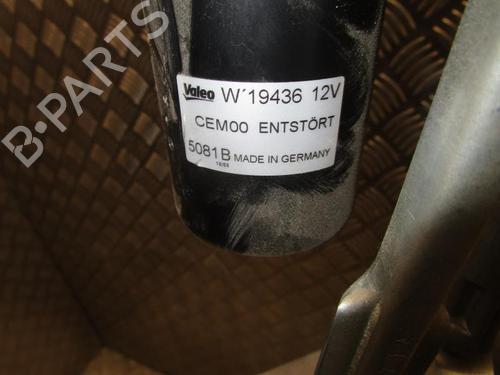 B-PARTS
Valeo W´19436 12V
CEM00 ENTSTÖRT
5081B MADE IN GERMANY